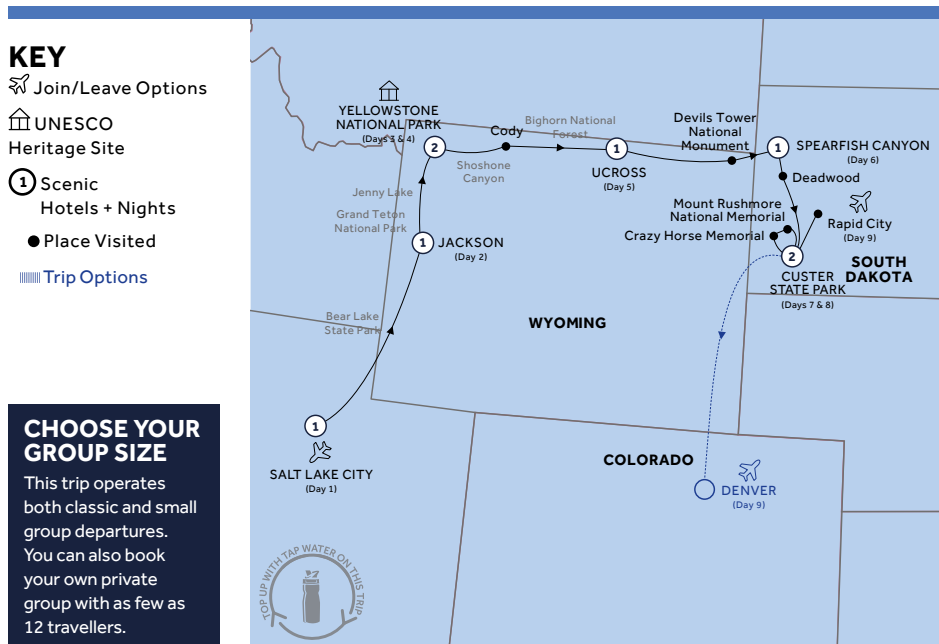 KEY
Join/Leave Options
UNESCO
Heritage Site
1 Scenic
Hotels + Nights
Place Visited
Trip Options
CHOOSE YOUR
GROUP SIZE
This trip operates
both classic and small
group departures.
You can also book
your own private
group with as few as
12 travellers.
YELLOWSTONE
NATIONAL PARK
(Days 3 & 4)
2
Cody
Bighorn National
Forest
Shoshone
Canyon
1
UCROSS
(Day 5)
Devils Tower
National
Monument
1
SPEARFISH CANYON
(Day 6)
Deadwood
Mount Rushmore
National Memorial
Crazy Horse Memorial
Rapid City
(Day 9)
2
CUSTER
STATE PARK
(Days 7 & 8)
SOUTH
DAKOTA
Jenny Lake
Grand Teton
National Park
1
JACKSON
(Day 2)
Bear Lake
State Park
WYOMING
1
SALT LAKE CITY
(Day 1)
COLORADO
DENVER
(Day 9)
TOP UP WITH TAP WATER ON THIS TRIP